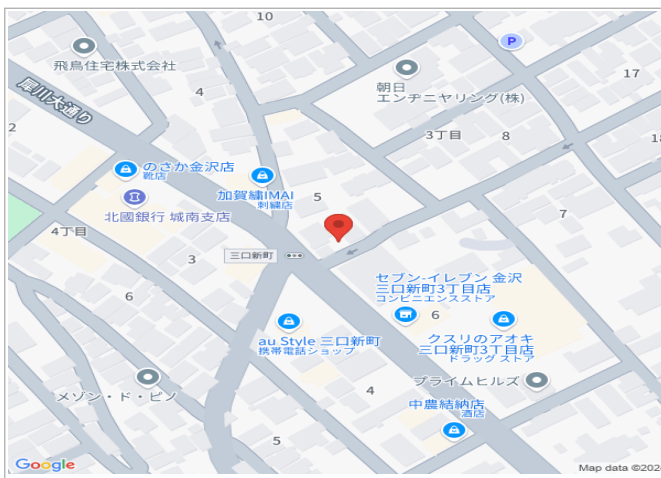 10
飛鳥住宅株式会社
P
朝日
エンヂニヤリング(株)
17
4
犀川大通り
2
3丁目
8
18
のさか金沢店
靴店
加賀繍IMAI
刺繍店
5
北國銀行 城南支店
7
4丁目
3
三口新町
セブン-イレブン 金沢
三口新町3丁目店
コンビニエンスストア
6
6
クスリのアオキ
三口新町3丁目店
ドラッグ ストア
au Style 三口新町
携帯電話ショップ
メゾン・ド・ピノ
プライムヒルズ
4
中農結納店
酒店
5
Google
Map data ©2024